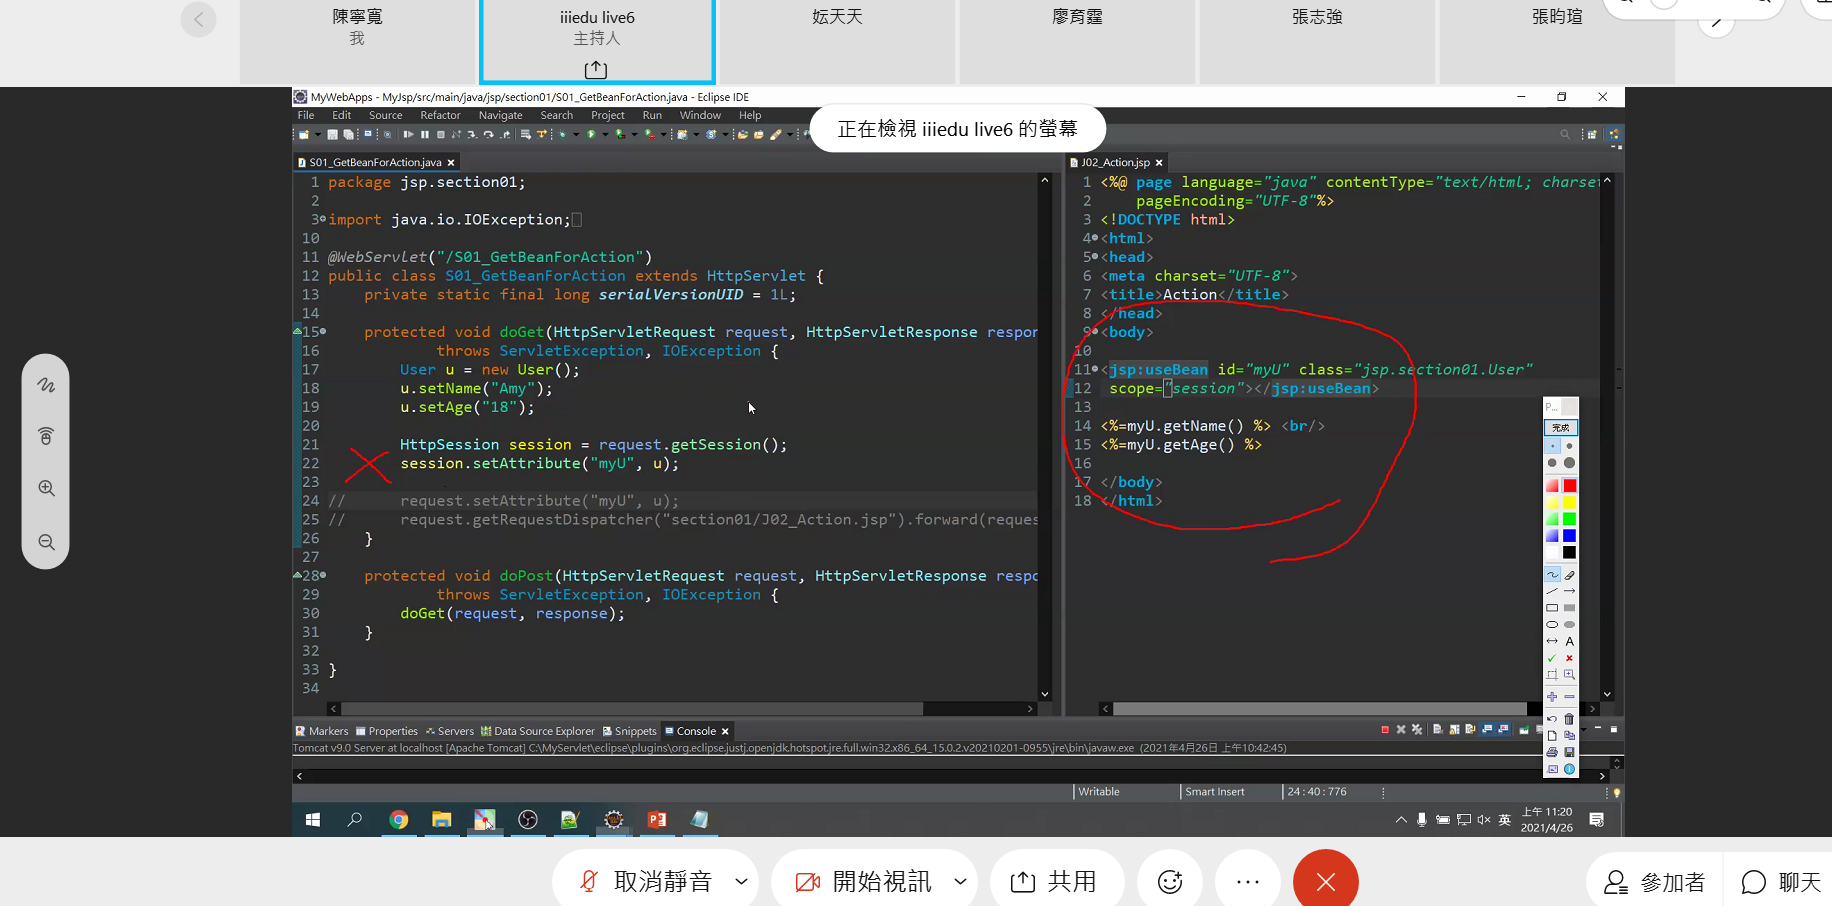 陳寧寬
我
iiiedu live6
主持人
妘天天
廖育霆
張志強
張昀瑄
MyWebApps - MyJsp/src/main/java/jsp/section01/S01_GetBeanForAction.java - Eclipse IDE
File Edit Source Refactor Navigate Search Project Run Window Help
正在檢視 iiiedu live6 的螢幕
S01_GetBeanForAction.java
1 package jsp.section01;
2
3 import java.io.IOException;
10
11 @WebServlet("/S01_GetBeanForAction")
12 public class S01_GetBeanForAction extends HttpServlet {
13 private static final long serialVersionUID = 1L;
14
15 protected void doGet(HttpServletRequest request, HttpServletResponse respon
16 throws ServletException, IOException {
17 User u = new User();
18 u.setName("Amy");
19 u.setAge("18");
20
21 HttpSession session = request.getSession();
22 session.setAttribute("myU", u);
23
24 // request.setAttribute("myU", u);
25 // request.getRequestDispatcher("section01/J02_Action.jsp").forward(reques
26 }
27
28 protected void doPost(HttpServletRequest request, HttpServletResponse respo
29 throws ServletException, IOException {
30 doGet(request, response);
31 }
32
33 }
34
J02_Action.jsp
1 <%@ page language="java" contentType="text/html; charset
2 pageEncoding="UTF-8"%>
3 <!DOCTYPE html>
4 <html>
5 <head>
6 <meta charset="UTF-8">
7 <title>Action</title>
8 </head>
9 <body>
10
11 <jsp:useBean id="myU" class="jsp.section01.User"
12 scope="session"></jsp:useBean>
13
14 <%=myU.getName() %> <br/>
15 <%=myU.getAge() %>
16
17 </body>
18 </html>
P...
完成
A
Markers Properties Servers Data Source Explorer Snippets Console
Tomcat v9.0 Server at localhost [Apache Tomcat] C:\MyServlet\eclipse\plugins\org.eclipse.justj.openjdk.hotspot.jre.full.win32.x86_64_15.0.2.v20210201-0955\jre\bin\javaw.exe (2021年4月26日 上午10:42:45)
Writable Smart Insert 24 : 40 : 776
英
上午 11:20
2021/4/26
取消靜音 開始視訊 共用 參加者 聊天